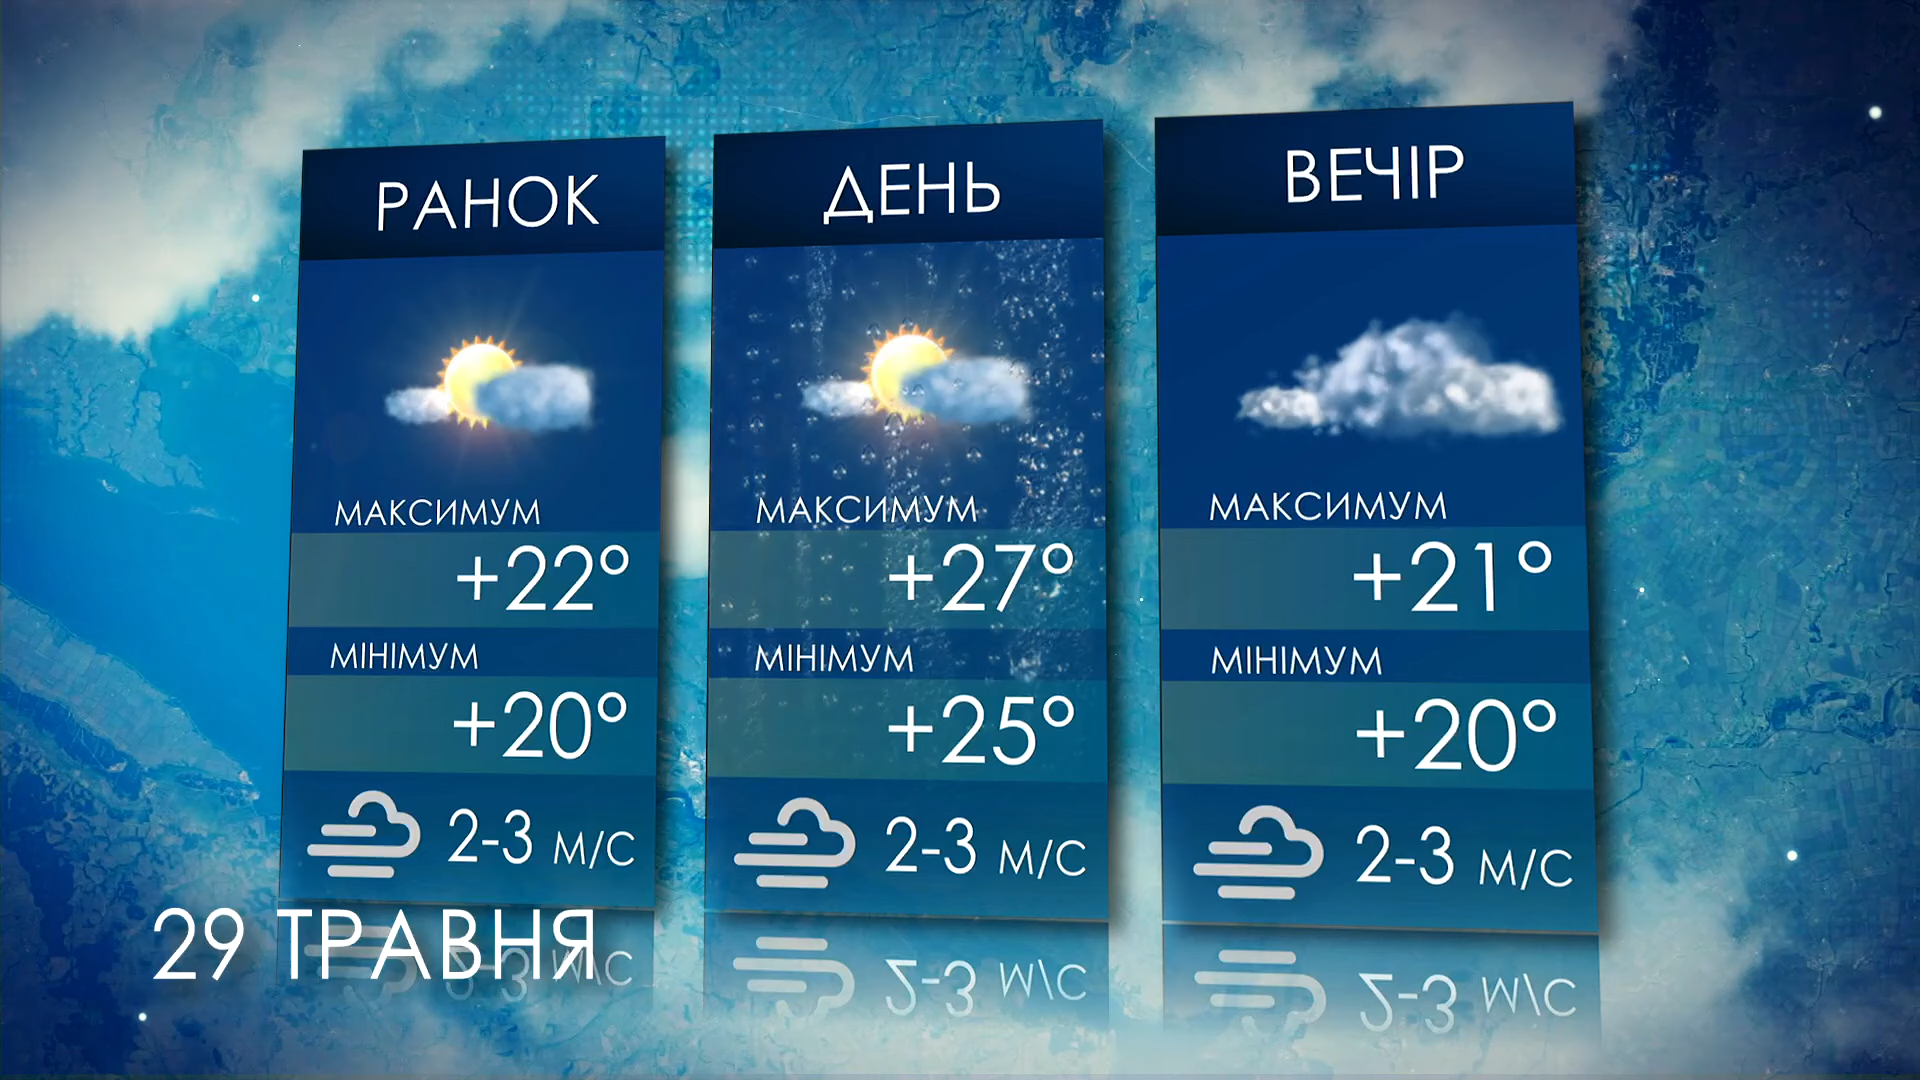 РАНОК
МАКСИМУМ
+22°
МІНІМУМ
+20°
2-3 М/С
ДЕНЬ
МАКСИМУМ
+27°
МІНІМУМ
+25°
2-3 М/С
ВЕЧІР
МАКСИМУМ
+21°
МІНІМУМ
+20°
2-3 М/С
29 ТРАВНЯ